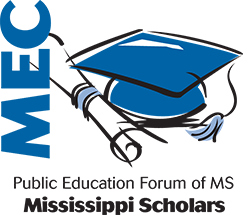 MEC
Public Education Forum of MS
Mississippi Scholars